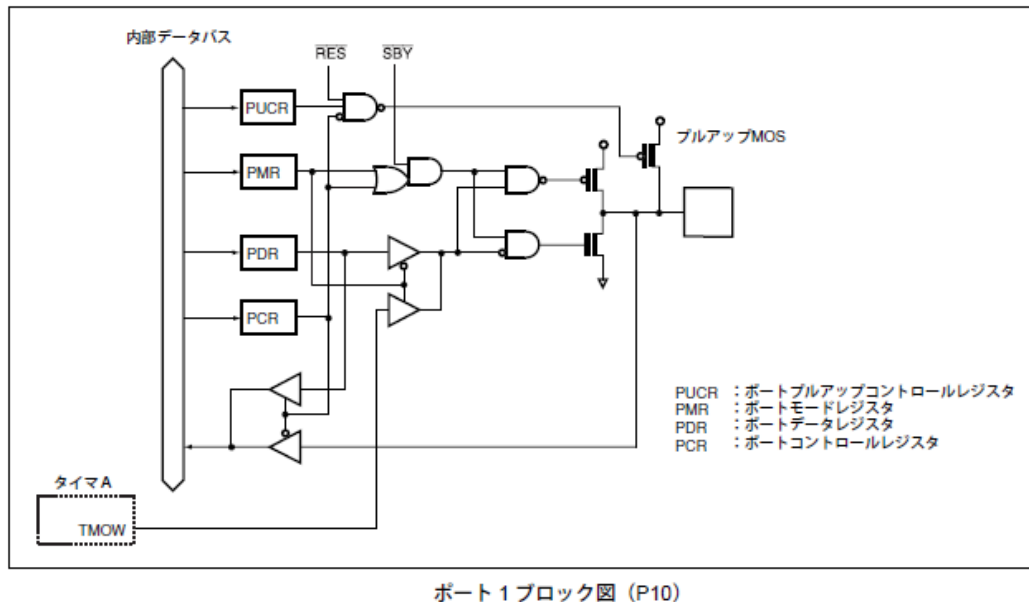 内部データバス
R̅E̅S̅
S̅B̅Y̅
PUCR
プルアップMOS
PMR
PDR
PCR
PUCR ：ポートプルアップコントロールレジスタ
PMR ：ポートモードレジスタ
PDR ：ポートデータレジスタ
PCR ：ポートコントロールレジスタ
タイマA
TMOW
ポート1ブロック図（P10）